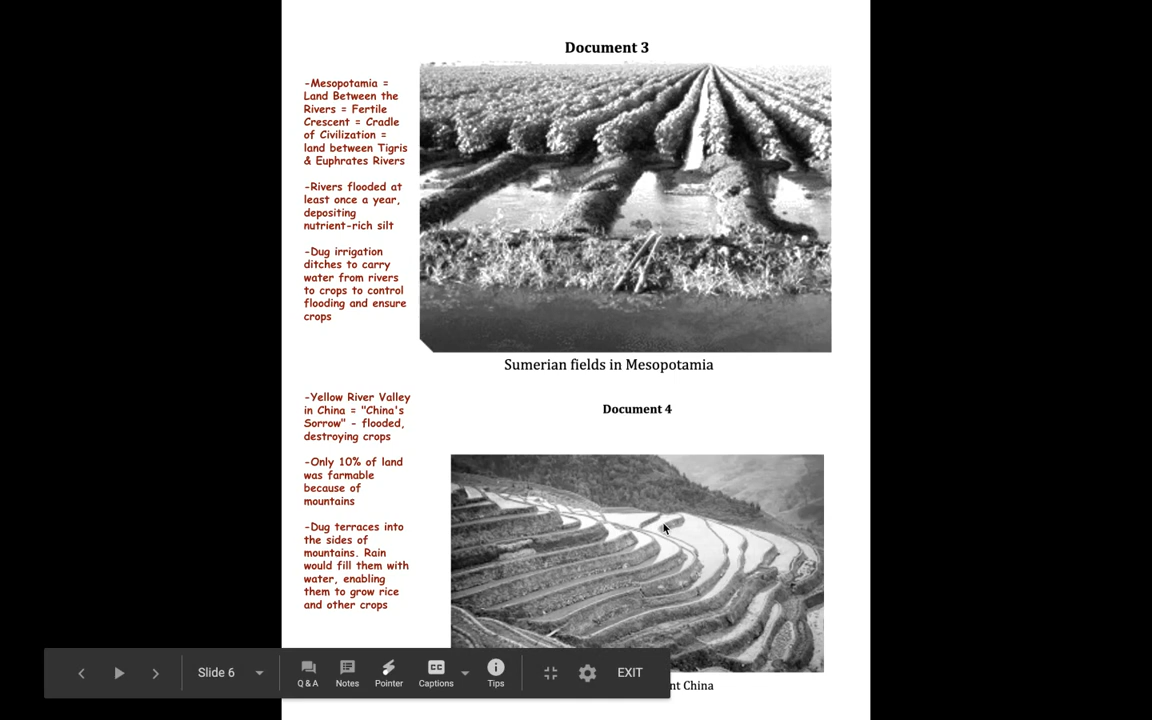 Document 3
-Mesopotamia =
Land Between the
Rivers = Fertile
Crescent = Cradle
of Civilization =
land between Tigris
& Euphrates Rivers
-Rivers flooded at
least once a year,
depositing
nutrient-rich silt
-Dug irrigation
ditches to carry
water from rivers
to crops to control
flooding and ensure
crops
Sumerian fields in Mesopotamia
Document 4
-Yellow River Valley
in China = "China's
Sorrow" - flooded,
destroying crops
-Only 10% of land
was farmable
because of
mountains
-Dug terraces into
the sides of
mountains. Rain
would fill them with
water, enabling
them to grow rice
and other crops
China
Slide 6
Q & A
Notes
Pointer
CC
Captions
Tips
EXIT